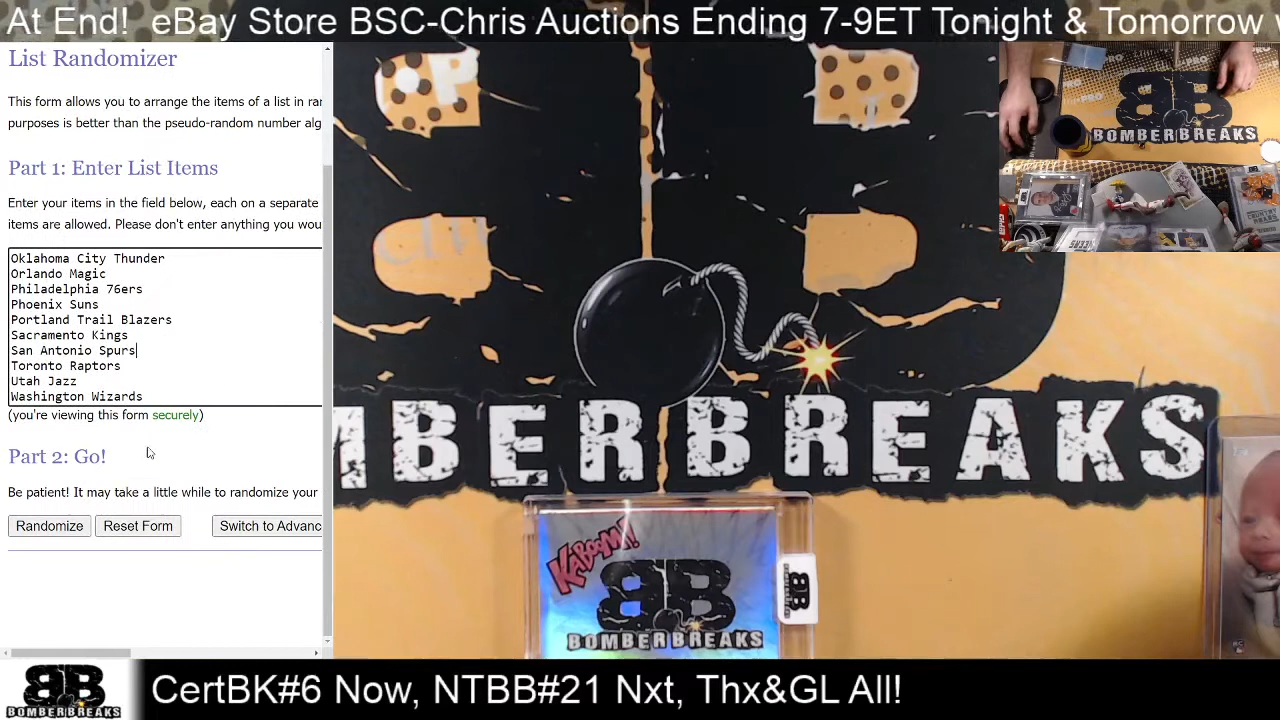 At End!  eBay Store BSC-Chris Auctions Ending 7-9ET Tonight & Tomorrow
List Randomizer
This form allows you to arrange the items of a list in
purposes is better than the pseudo-random number
Part 1: Enter List Items
Enter your items in the field below, each on a separate
items are allowed. Please don't enter anything you
Oklahoma City Thunder
Orlando Magic
Philadelphia 76ers
Phoenix Suns
Portland Trail Blazers
Sacramento Kings
San Antonio Spurs
Toronto Raptors
Utah Jazz
Washington Wizards
(you're viewing this form securely)
Part 2: Go!
Be patient! It may take a little while to randomize your
Randomize Reset Form Switch to
BB
BOMBERBREAKS
MBER BREAKS
KABOOM!
BB
BOMBERBREAKS
BB
BOMBERBREAKS
CertBK#6 Now, NTBB#21 Nxt, Thx&GL All!